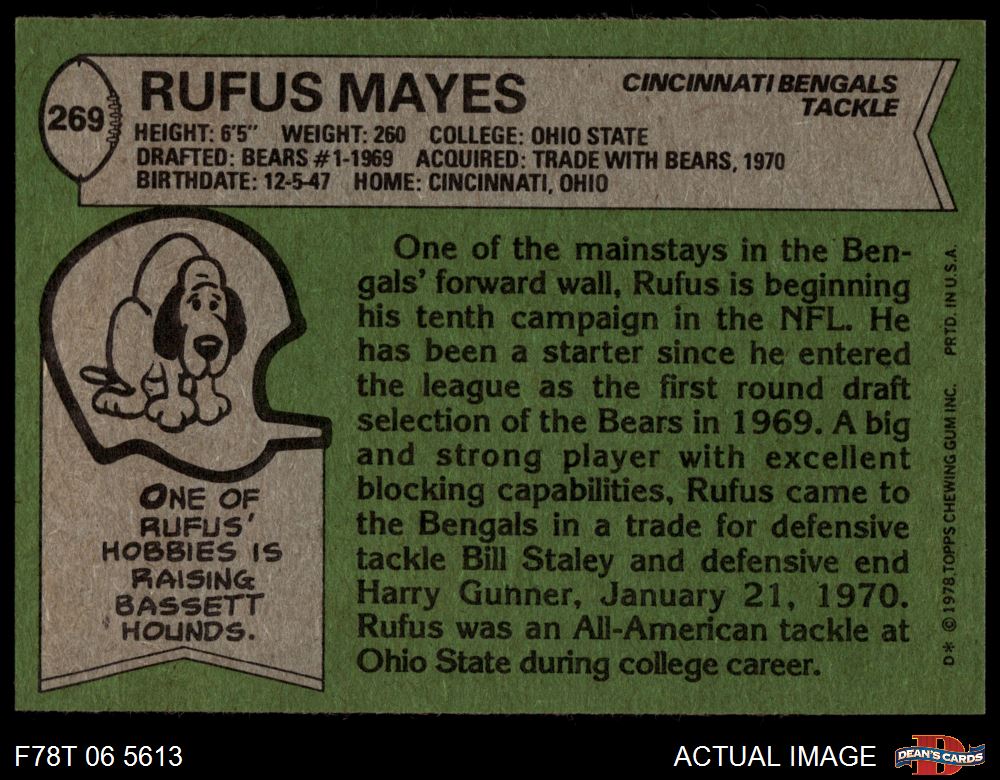 269
RUFUS MAYES
CINCINNATI BENGALS
TACKLE
HEIGHT: 6'5" WEIGHT: 260 COLLEGE: OHIO STATE
DRAFTED: BEARS #1-1969 ACQUIRED: TRADE WITH BEARS, 1970
BIRTHDATE: 12-5-47 HOME: CINCINNATI, OHIO
One of the mainstays in the Ben-
gals' forward wall, Rufus is beginning
his tenth campaign in the NFL. He
has been a starter since he entered
the league as the first round draft
selection of the Bears in 1969. A big
and strong player with excellent
blocking capabilities, Rufus came to
the Bengals in a trade for defensive
tackle Bill Staley and defensive end
Harry Gunner, January 21, 1970.
Rufus was an All-American tackle at
Ohio State during college career.
ONE OF
RUFUS'
HOBBIES IS
RAISING
BASSETT
HOUNDS.
D* © 1978 TOPPS CHEWING GUM INC. PRTD. IN U.S.A.
F78T 06 5613
ACTUAL IMAGE
D
DEAN'S CARDS